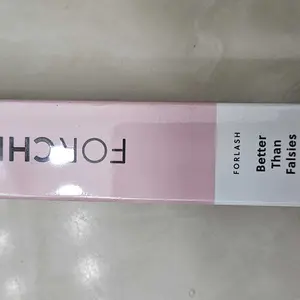 FORCH
FORLASH
Better
Than
Falsies